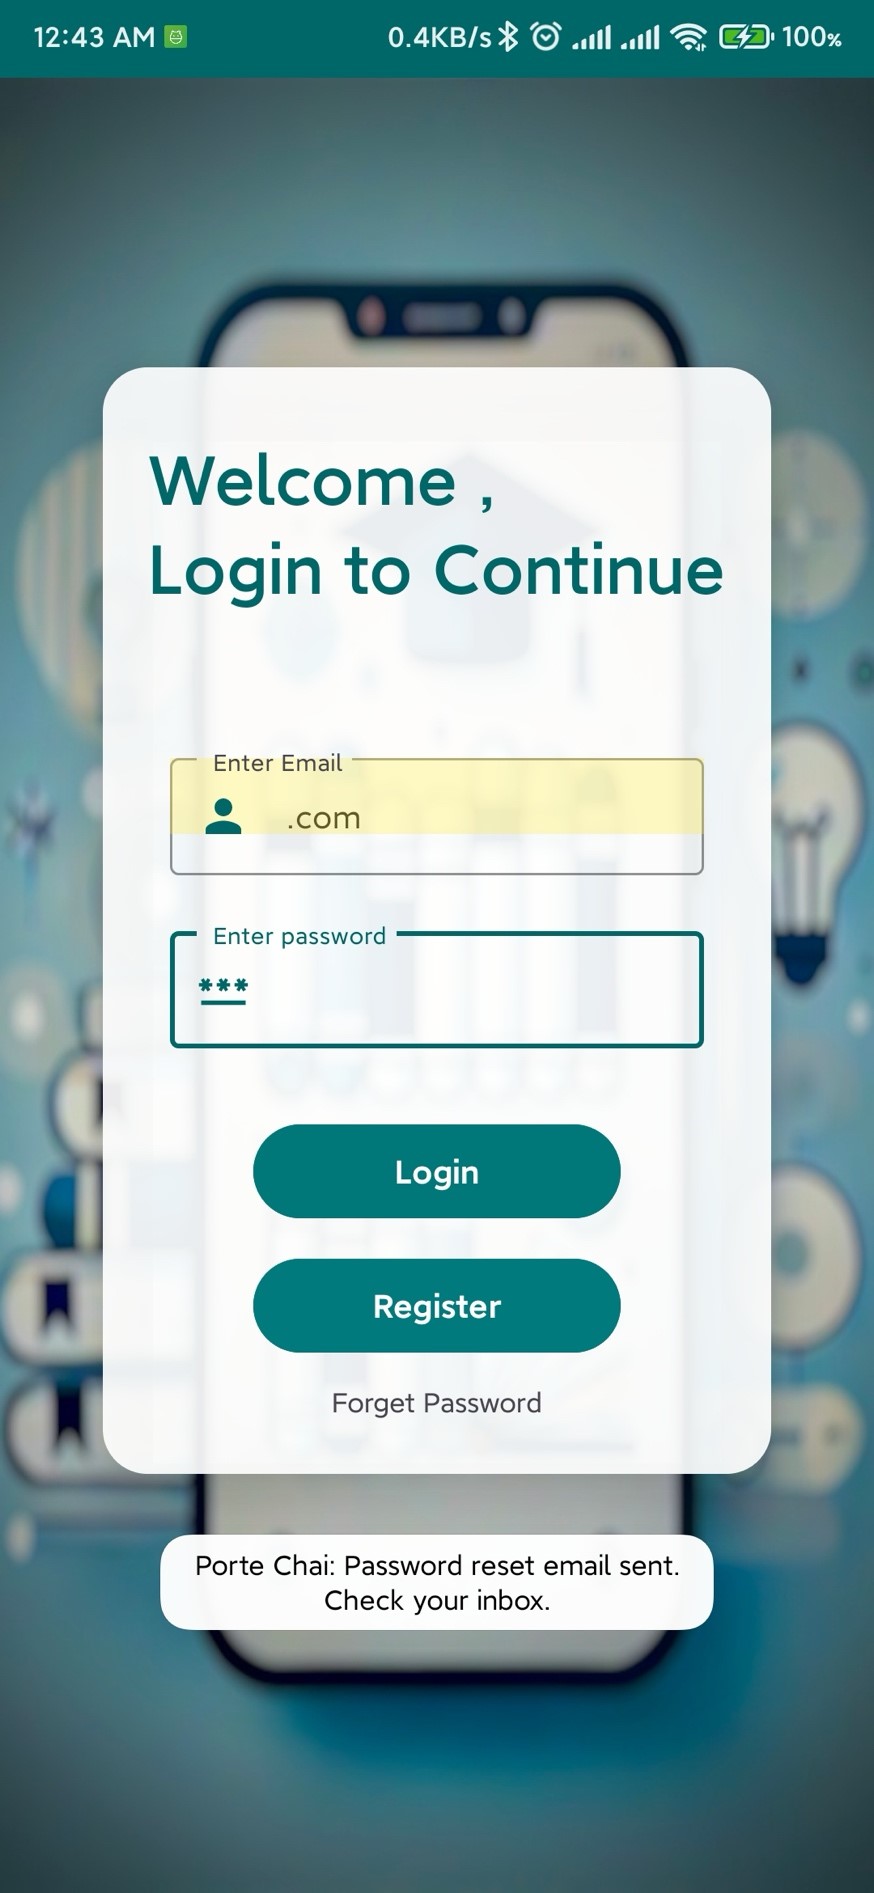 12:43 AM 0.4KB/s 100%
Welcome ,
Login to Continue
Enter Email
.com
Enter password
***
Login
Register
Forget Password
Porte Chai: Password reset email sent.
Check your inbox.